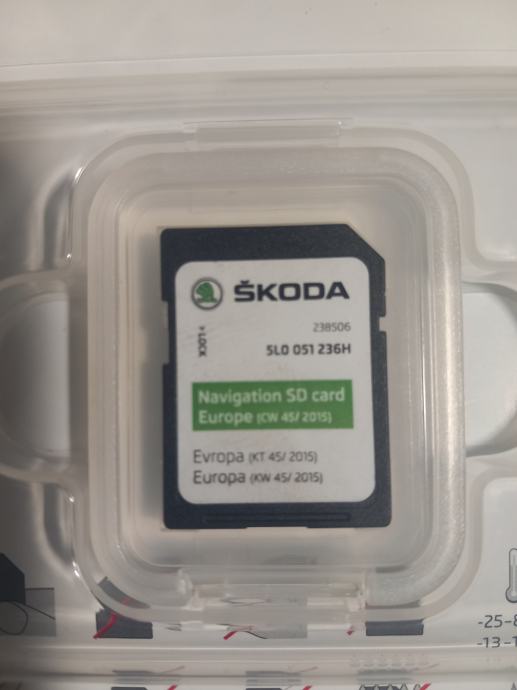 ŠKODA
LOCK
238506
5L0 051 236H
Navigation SD card
Europe (CW 45/ 2015)
Evropa (KT 45/ 2015)
Europa (KW 45/ 2015)